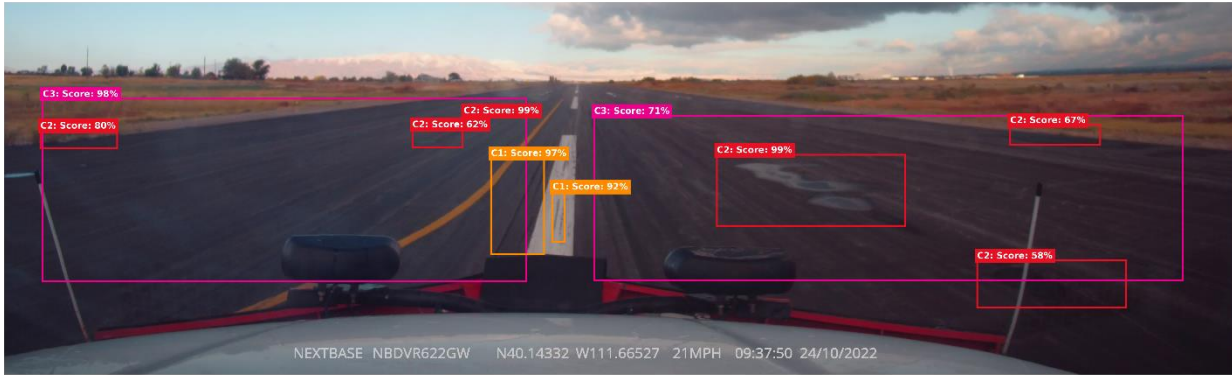 C3: Score: 98%
C2: Score: 99%
C3: Score: 71%
C2: Score: 80%
C2: Score: 62%
C2: Score: 67%
C1: Score: 97%
C2: Score: 99%
C1: Score: 92%
C2: Score: 58%
NEXTBASE NBDVR622GW N40.14332 W111.66527 21MPH 09:37:50 24/10/2022